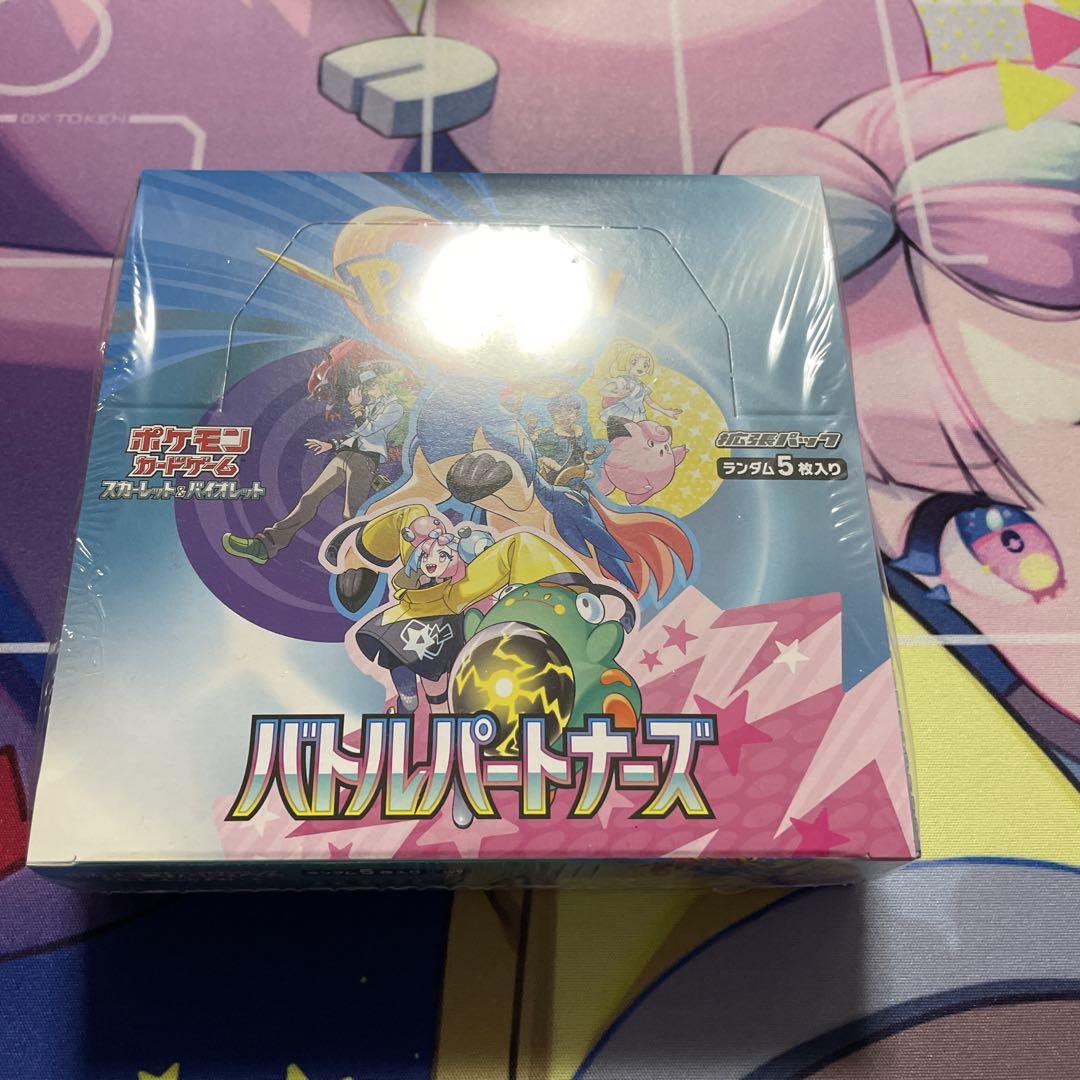 GX TOKEN
ポケモン
カードゲーム
スカーレット&バイオレット
拡張パック
ランダム5枚入り
バトルパートナーズ